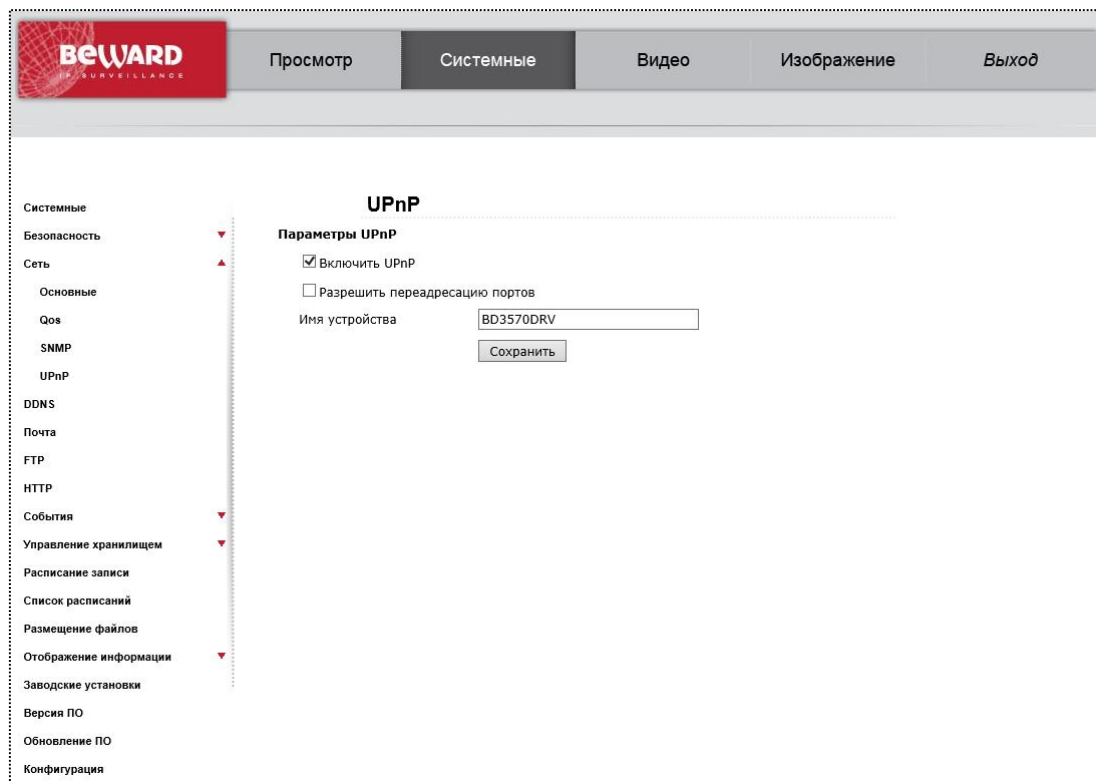 BEWARD
IP SURVEILLANCE
Просмотр
Системные
Видео
Изображение
Выход
Системные
Безопасность
Сеть
Основные
Qos
SNMP
UPnP
DDNS
Почта
FTP
HTTP
События
Управление хранилищем
Расписание записи
Список расписаний
Размещение файлов
Отображение информации
Заводские установки
Версия ПО
Обновление ПО
Конфигурация
UPnP
Параметры UPnP
Включить UPnP
Разрешить переадресацию портов
Имя устройства BD3570DRV
Сохранить